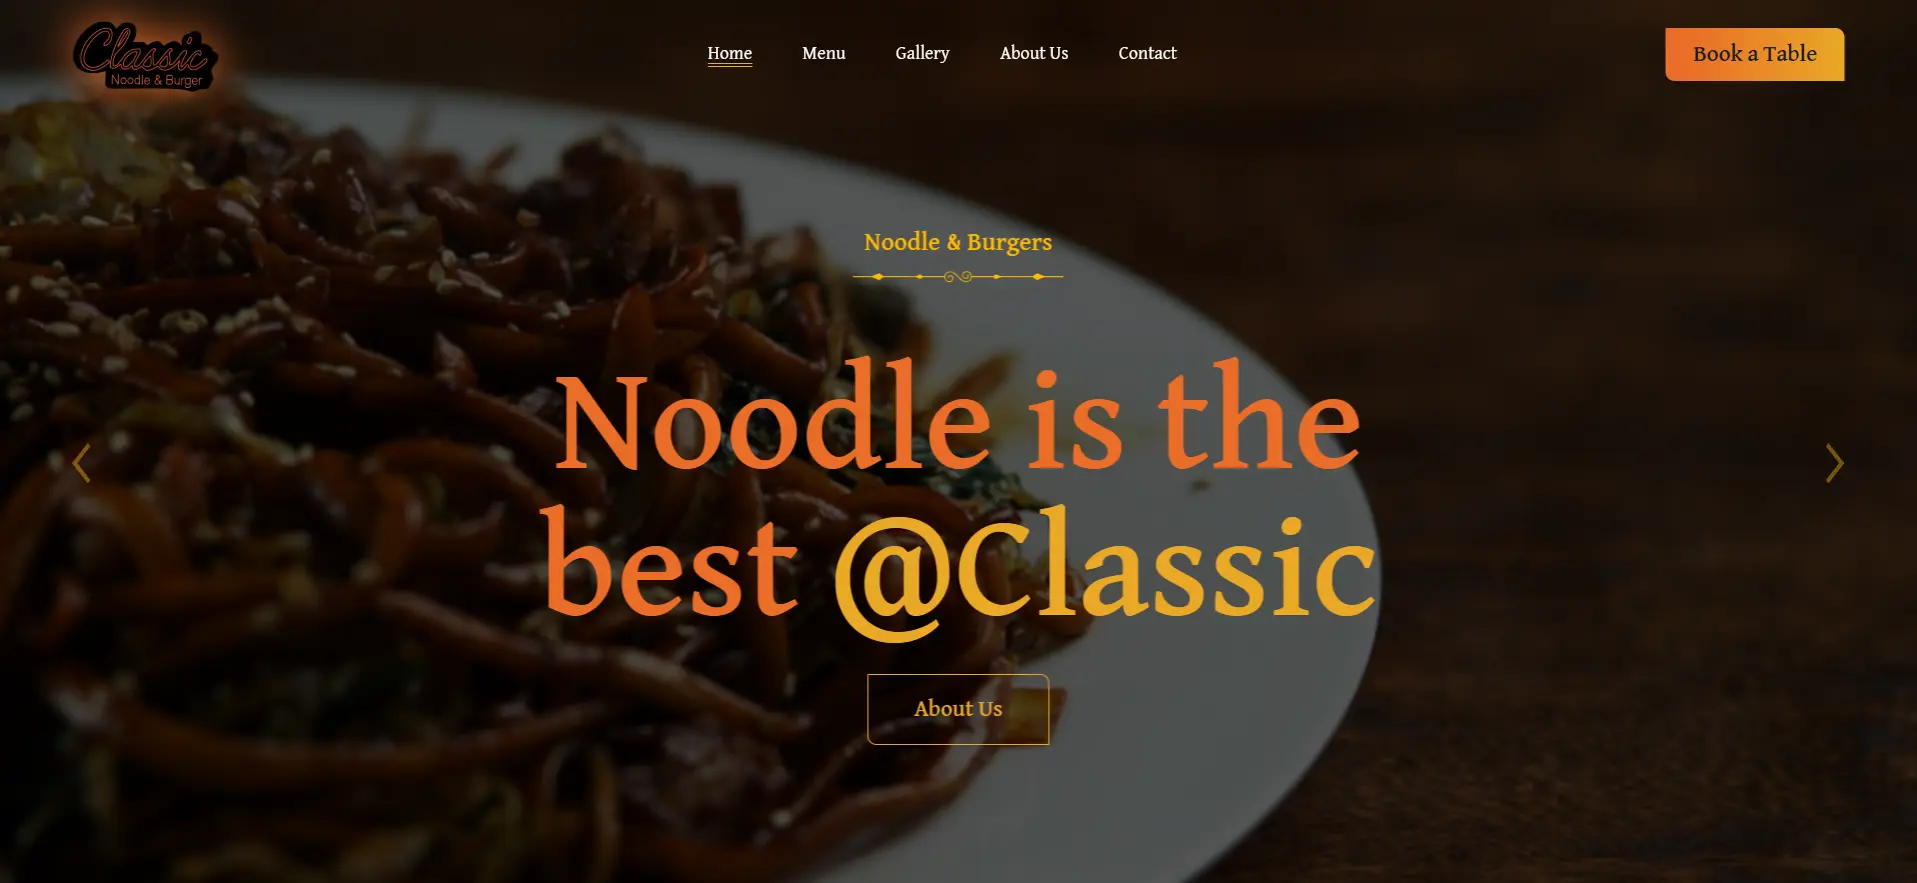 Classic
Noodle & Burger
Home
Menu
Gallery
About Us
Contact
Book a Table
Noodle & Burgers
Noodle is the
best @Classic
About Us